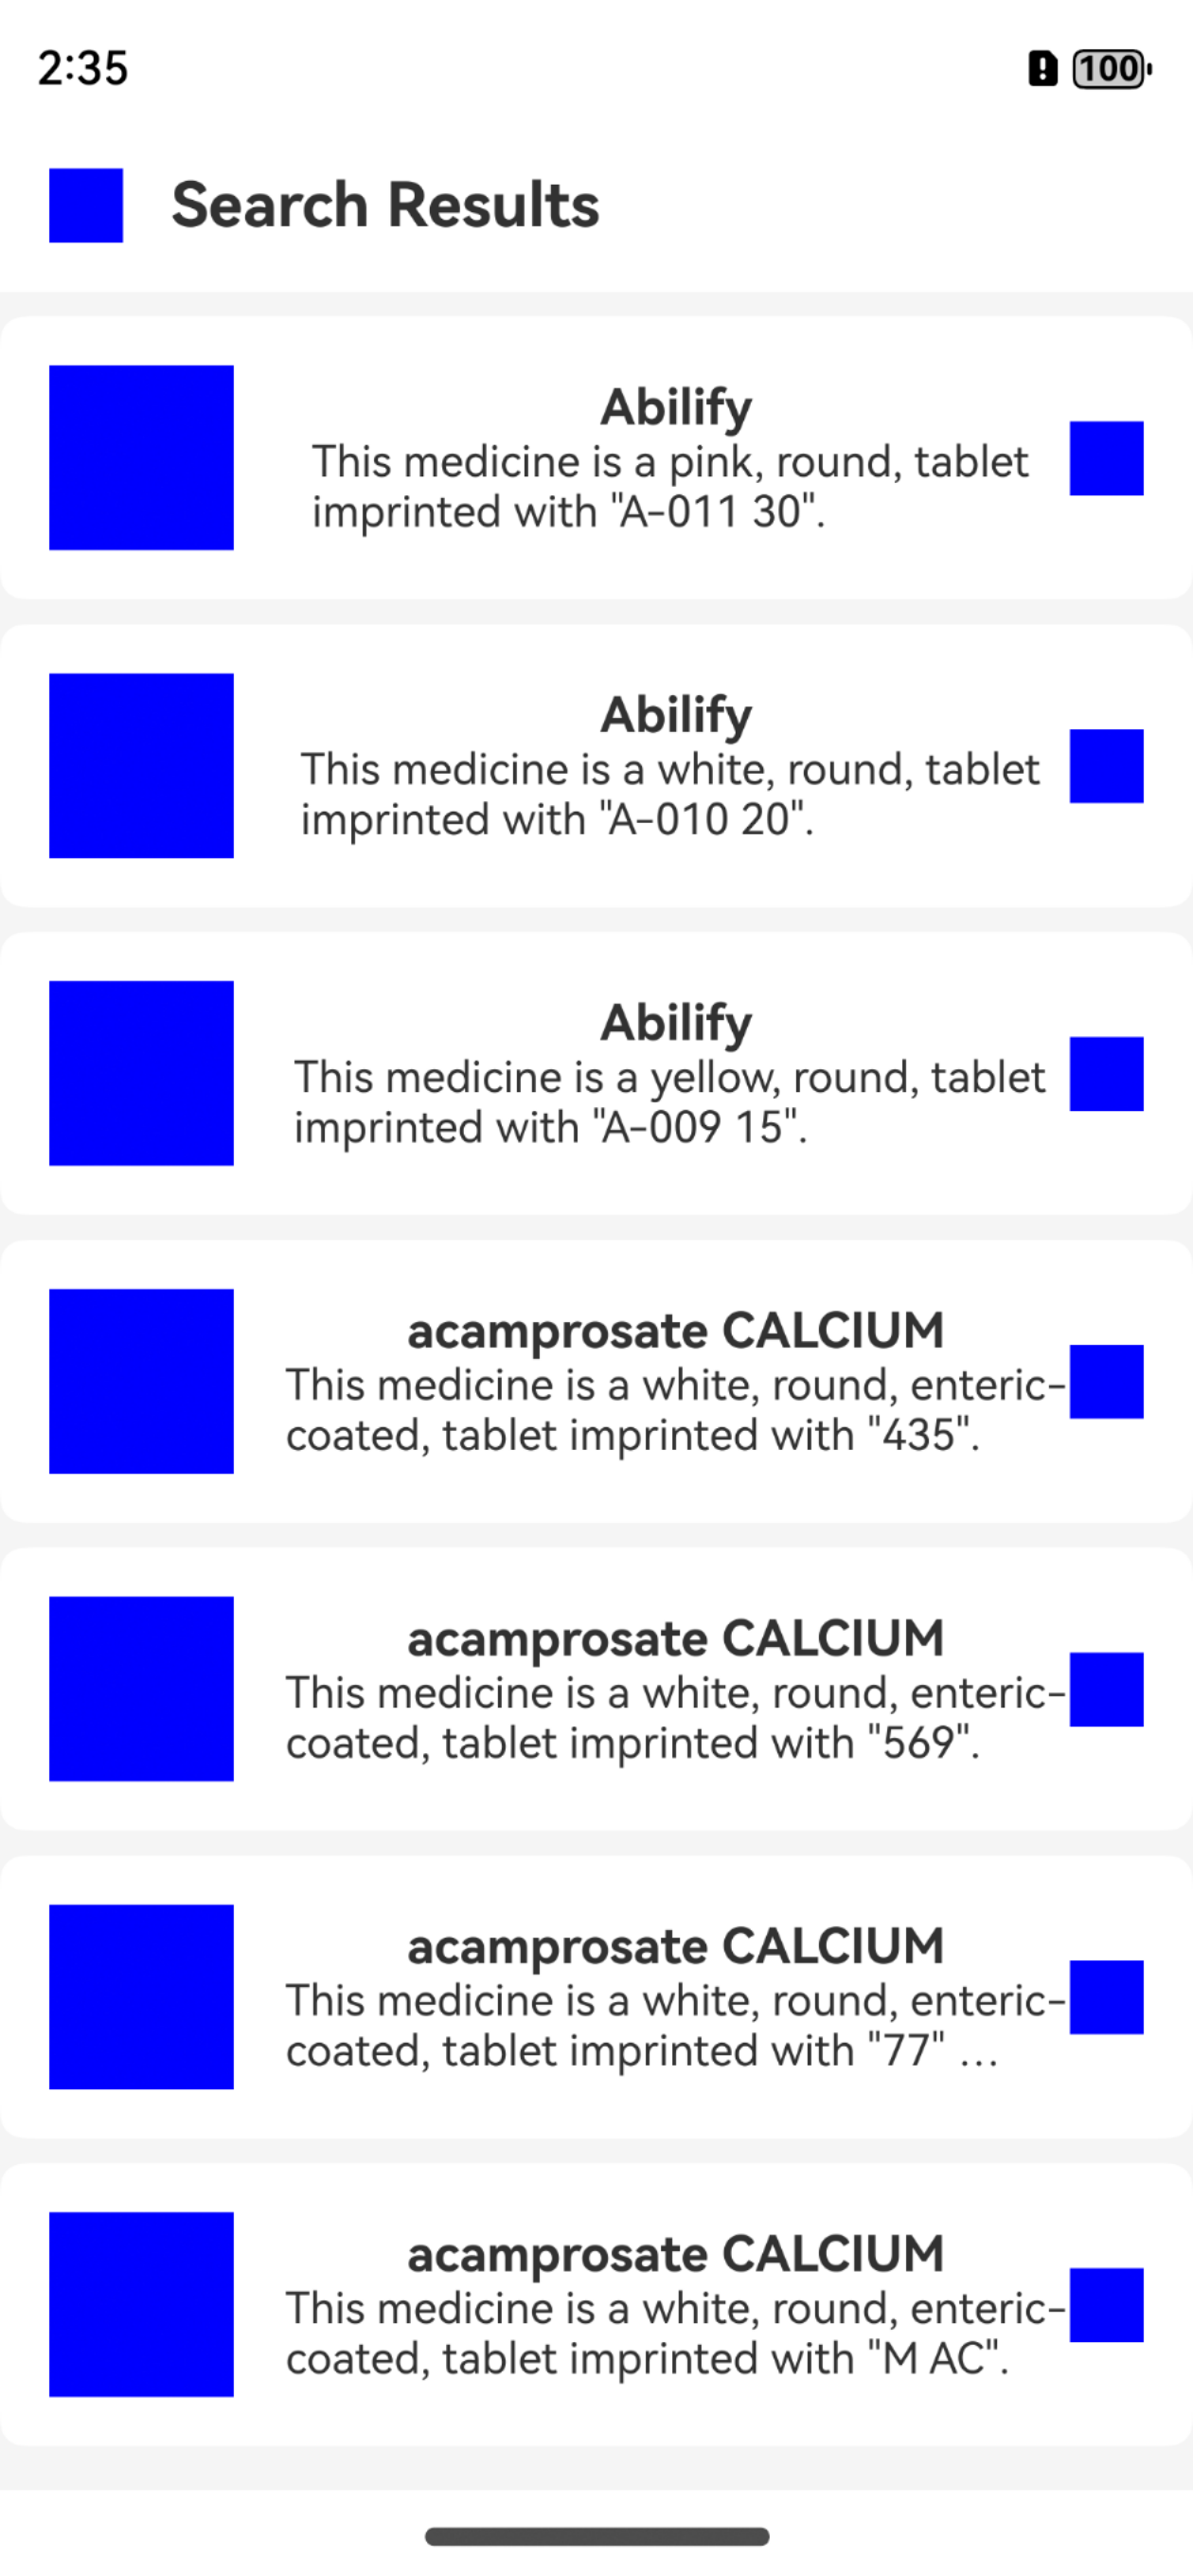 2:35
100
Search Results
Abilify
This medicine is a pink, round, tablet
imprinted with "A-011 30".
Abilify
This medicine is a white, round, tablet
imprinted with "A-010 20".
Abilify
This medicine is a yellow, round, tablet
imprinted with "A-009 15".
acamprosate CALCIUM
This medicine is a white, round, enteric-
coated, tablet imprinted with "435".
acamprosate CALCIUM
This medicine is a white, round, enteric-
coated, tablet imprinted with "569".
acamprosate CALCIUM
This medicine is a white, round, enteric-
coated, tablet imprinted with "77" ...
acamprosate CALCIUM
This medicine is a white, round, enteric-
coated, tablet imprinted with "M AC".